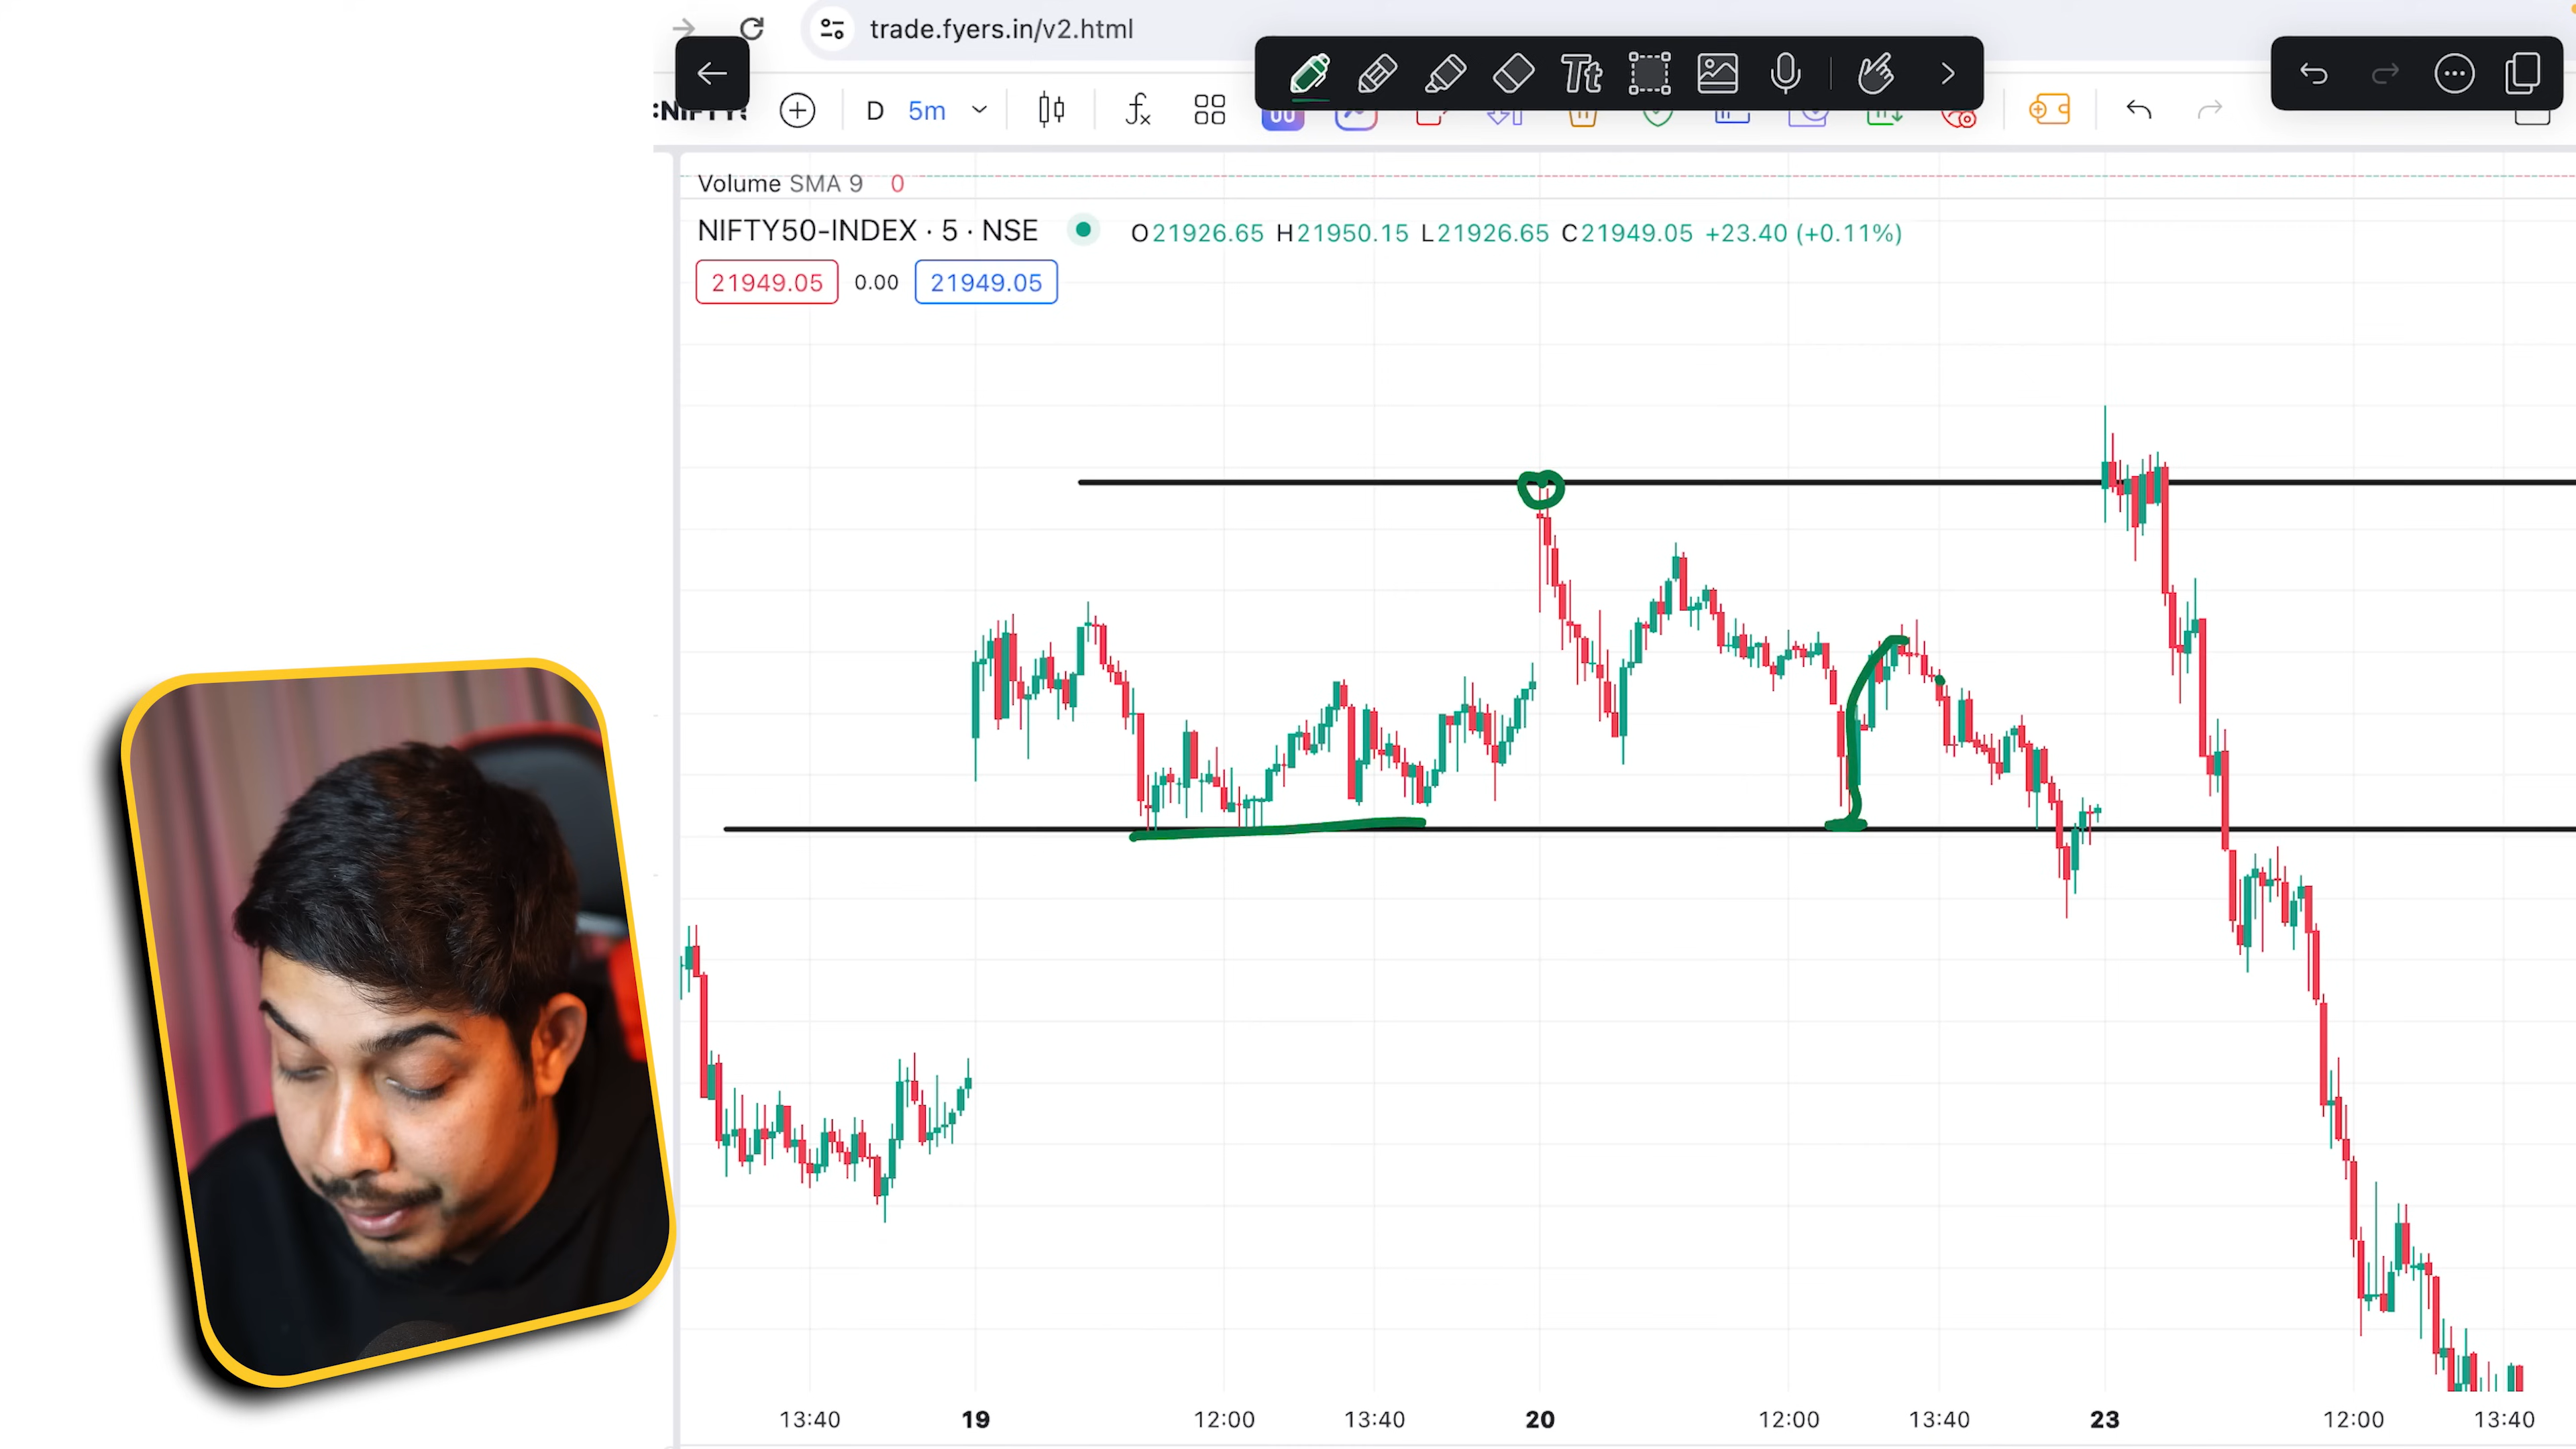 trade.fyers.in/v2.html
Tt
D 5m fx
Volume SMA 9 0
NIFTY50-INDEX · 5 · NSE O21926.65 H21950.15 L21926.65 C21949.05 +23.40 (+0.11%)
21949.05 0.00 21949.05
13:40 19 12:00 13:40 20 12:00 13:40 23 12:00 13:40